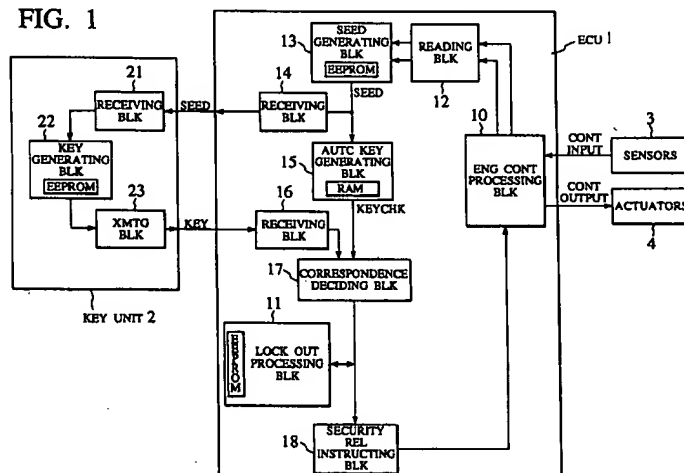 FIG. 1
13
SEED
GENERATING
BLK
EEPROM
READING
BLK
12
ECU 1
21
RECEIVING
BLK
SEED
14
RECEIVING
BLK
SEED
10
ENG CONT
PROCESSING
BLK
CONT
INPUT
3
SENSORS
CONT
OUTPUT
ACTUATORS
4
22
KEY
GENERATING
BLK
EEPROM
15
AUTC KEY
GENERATING
BLK
RAM
KEYCHK
23
XMTG
BLK
KEY
16
RECEIVING
BLK
17
CORRESPONDENCE
DECIDING BLK
KEY UNIT 2
11
LOCK OUT
PROCESSING
BLK
18
SECURITY
REL
INSTRUCTING
BLK